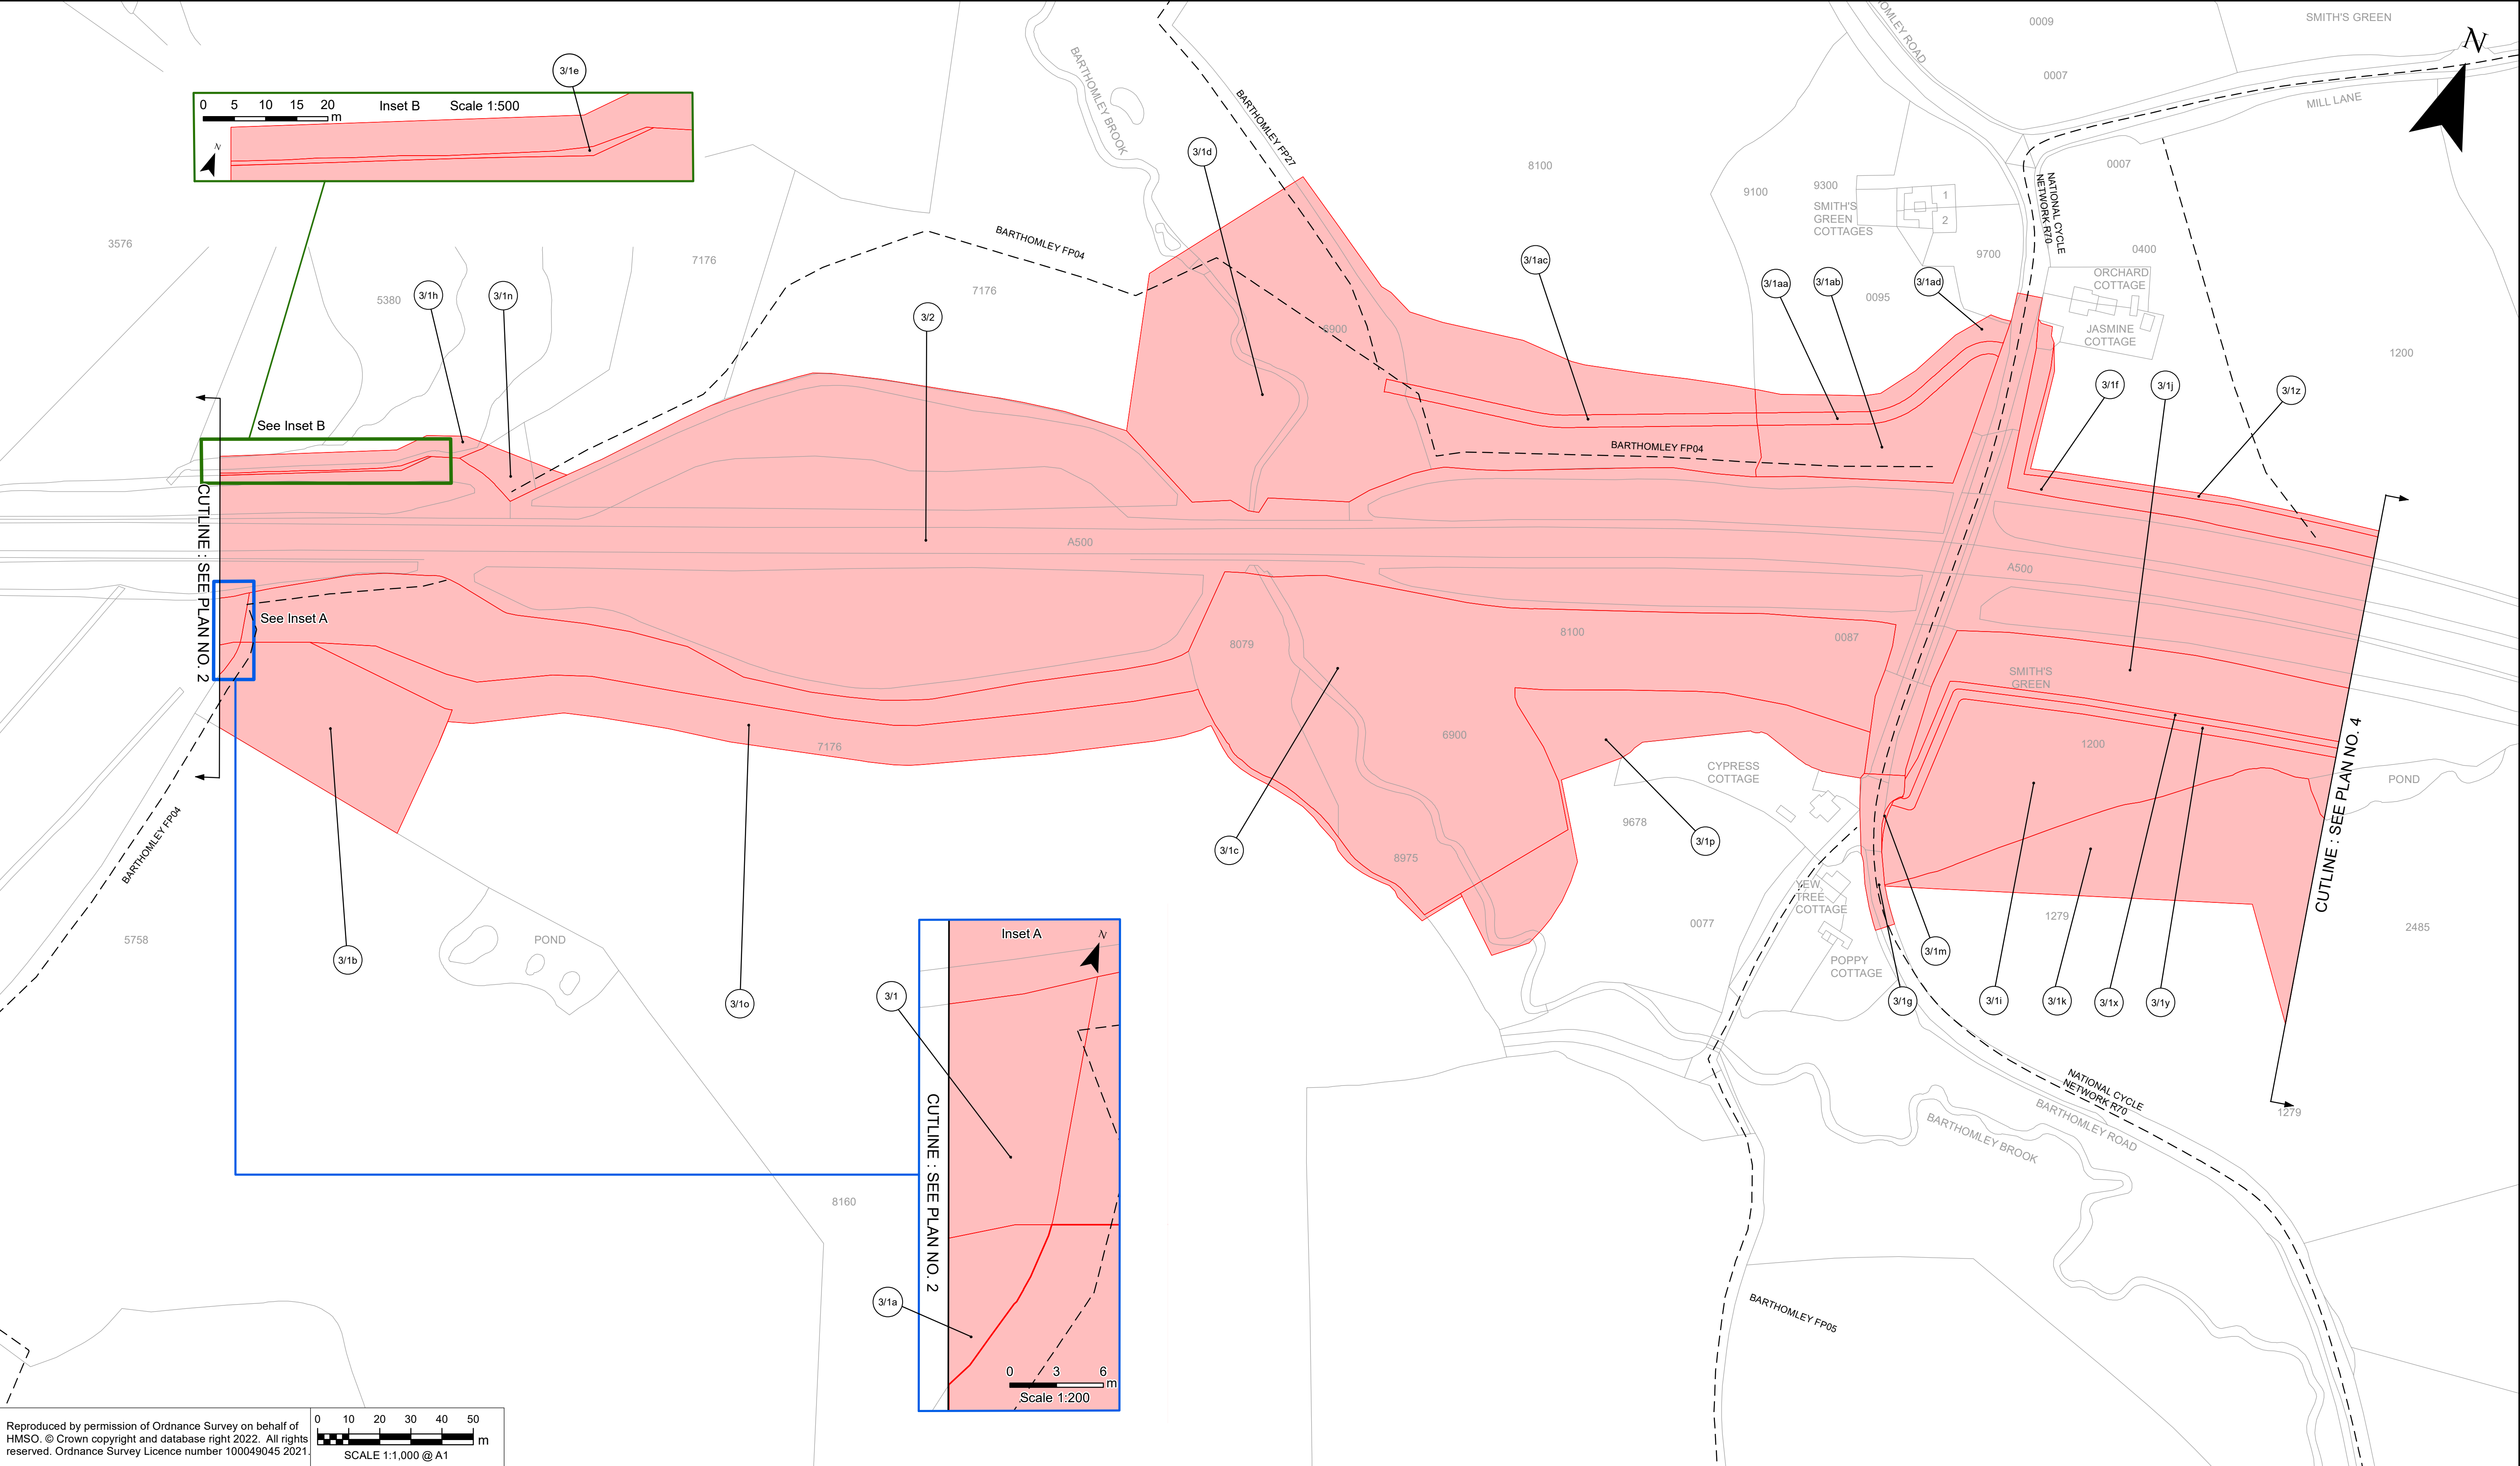 0009
SMITH'S GREEN
BARTHOMLEY BROOK
OMLEY ROAD
N
3/1e
0007
0 5 10 15 20
m
Inset B Scale 1:500
N
MILL LANE
BARTHOMLEY FP27
3/1d
8100
0007
9100
9300
1
2
SMITH'S
GREEN
COTTAGES
NATIONAL CYCLE
NETWORK R70
3576
BARTHOMLEY FP04
7176
9700
0400
3/1ac
ORCHARD
COTTAGE
5380
3/1h
3/1n
7176
3/1aa
3/1ab
0095
3/1ad
3/2
6900
JASMINE
COTTAGE
1200
3/1f
3/1j
3/1z
See Inset B
BARTHOMLEY FP04
CUTLINE : SEE PLAN NO. 2
A500
A500
See Inset A
8079
8100
0087
SMITH'S
GREEN
7176
6900
1200
CYPRESS
COTTAGE
POND
CUTLINE : SEE PLAN NO. 4
BARTHOMLEY FP04
9678
3/1p
3/1c
8975
YEW
TREE
COTTAGE
0077
1279
2485
5758
POND
3/1b
3/1o
Inset A
N
3/1
POPPY
COTTAGE
3/1m
3/1g
3/1i
3/1k
3/1x
3/1y
NATIONAL CYCLE
NETWORK R70
BARTHOMLEY ROAD
BARTHOMLEY BROOK
1279
CUTLINE : SEE PLAN NO. 2
8160
3/1a
BARTHOMLEY FP05
0 3 6
m
Scale 1:200
Reproduced by permission of Ordnance Survey on behalf of
HMSO. © Crown copyright and database right 2022. All rights
reserved. Ordnance Survey Licence number 100049045 2021.
0 10 20 30 40 50
m
SCALE 1:1,000 @ A1